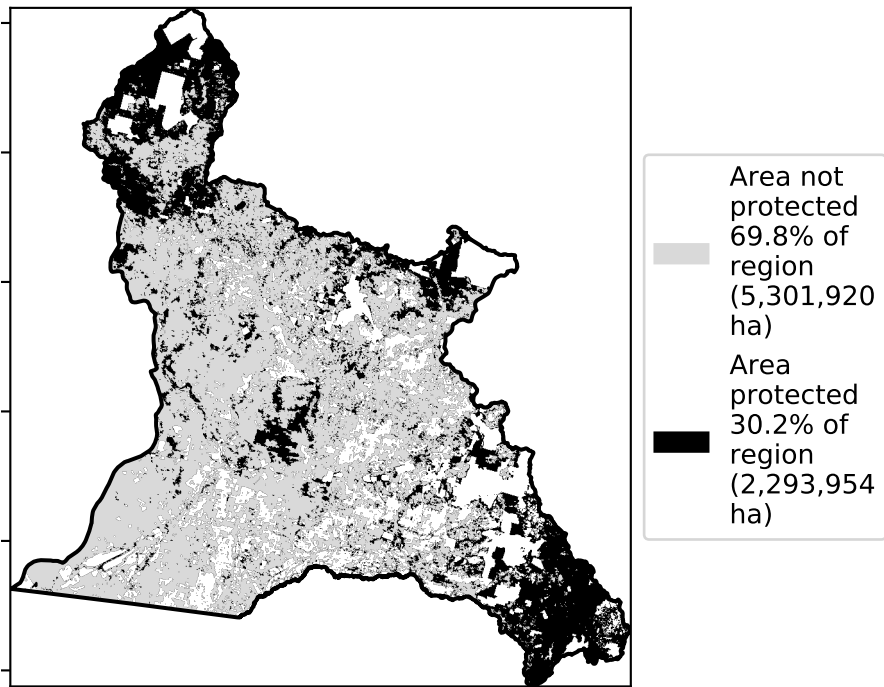 Area not
protected
69.8% of
region
(5,301,920
ha)
Area
protected
30.2% of
region
(2,293,954
ha)